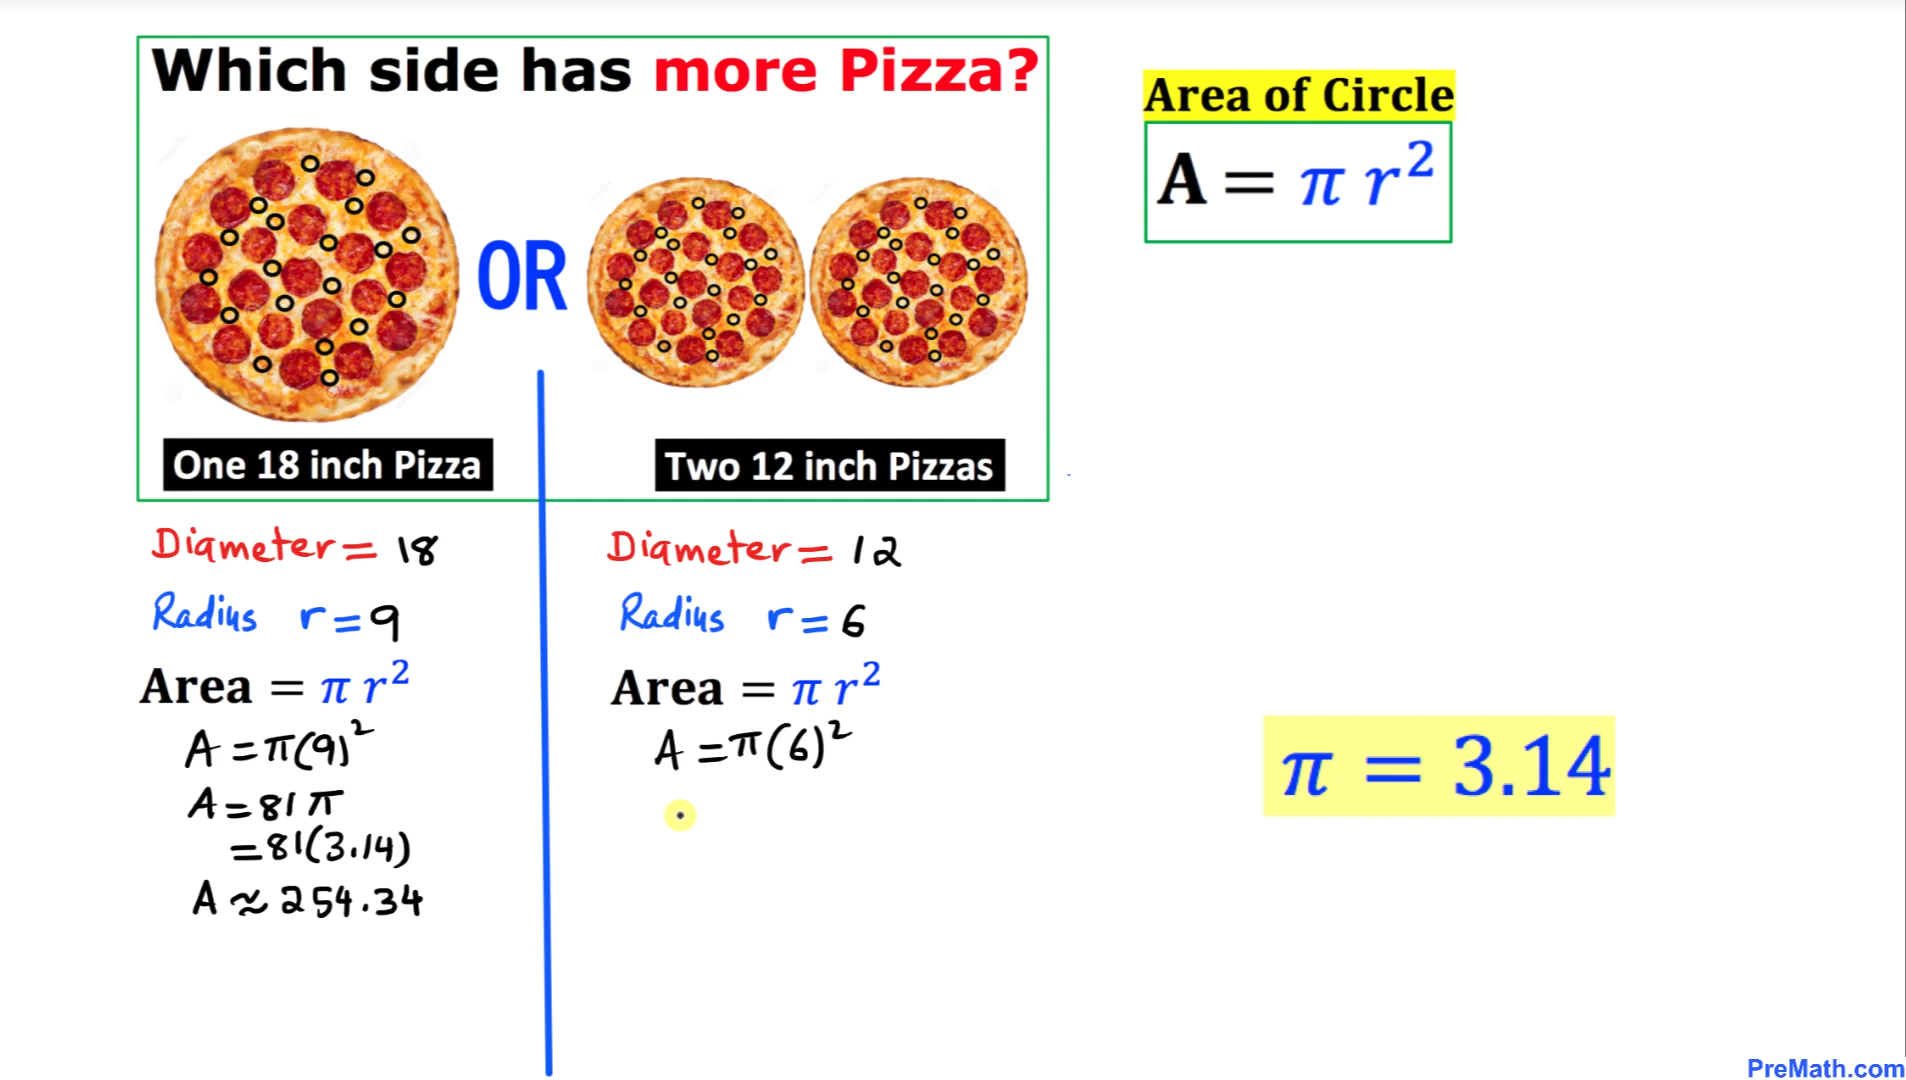 Which side has more Pizza?
OR
One 18 inch Pizza
Two 12 inch Pizzas
Diameter = 18
Radius r = 9
Area = π r²
A = π(9)²
A = 81 π
= 81(3.14)
A ≈ 254.34
Diameter = 12
Radius r = 6
Area = π r²
A = π(6)²
Area of Circle
A = π r²
π = 3.14
PreMath.com